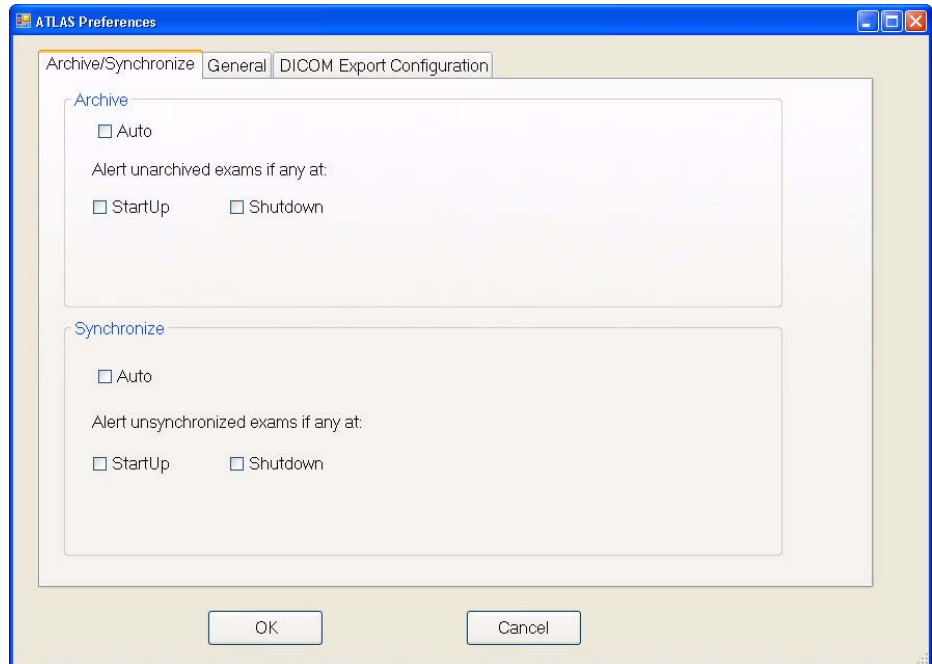 ATLAS Preferences
Archive/Synchronize General DICOM Export Configuration
Archive
Auto
Alert unarchived exams if any at:
StartUp Shutdown
Synchronize
Auto
Alert unsynchronized exams if any at:
StartUp Shutdown
OK Cancel